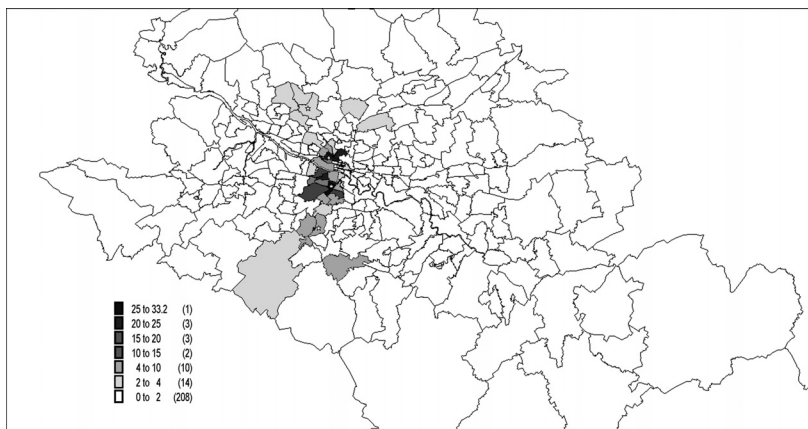 25 to 33.2 (1)
20 to 25 (3)
15 to 20 (3)
10 to 15 (2)
4 to 10 (10)
2 to 4 (14)
0 to 2 (208)